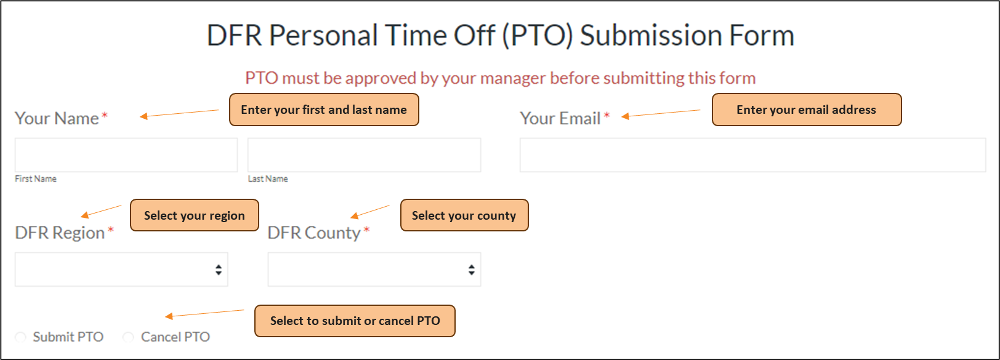 DFR Personal Time Off (PTO) Submission Form
PTO must be approved by your manager before submitting this form
Your Name *
Enter your first and last name
Your Email *
Enter your email address
First Name
Last Name
Select your region
Select your county
DFR Region *
DFR County *
Select to submit or cancel PTO
Submit PTO
Cancel PTO